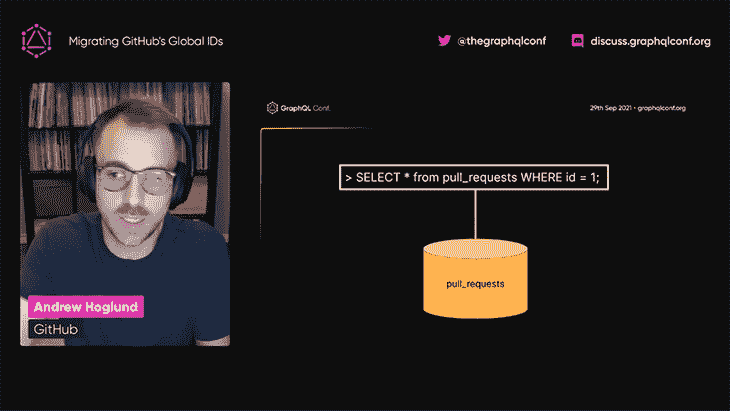 Migrating GitHub's Global IDs
@thegraphqlconf
discuss.graphqlconf.org
GraphQL Conf.
29th Sep 2021 • graphqlconf.org
> SELECT * from pull_requests WHERE id = 1;
pull_requests
Andrew Hoglund
GitHub